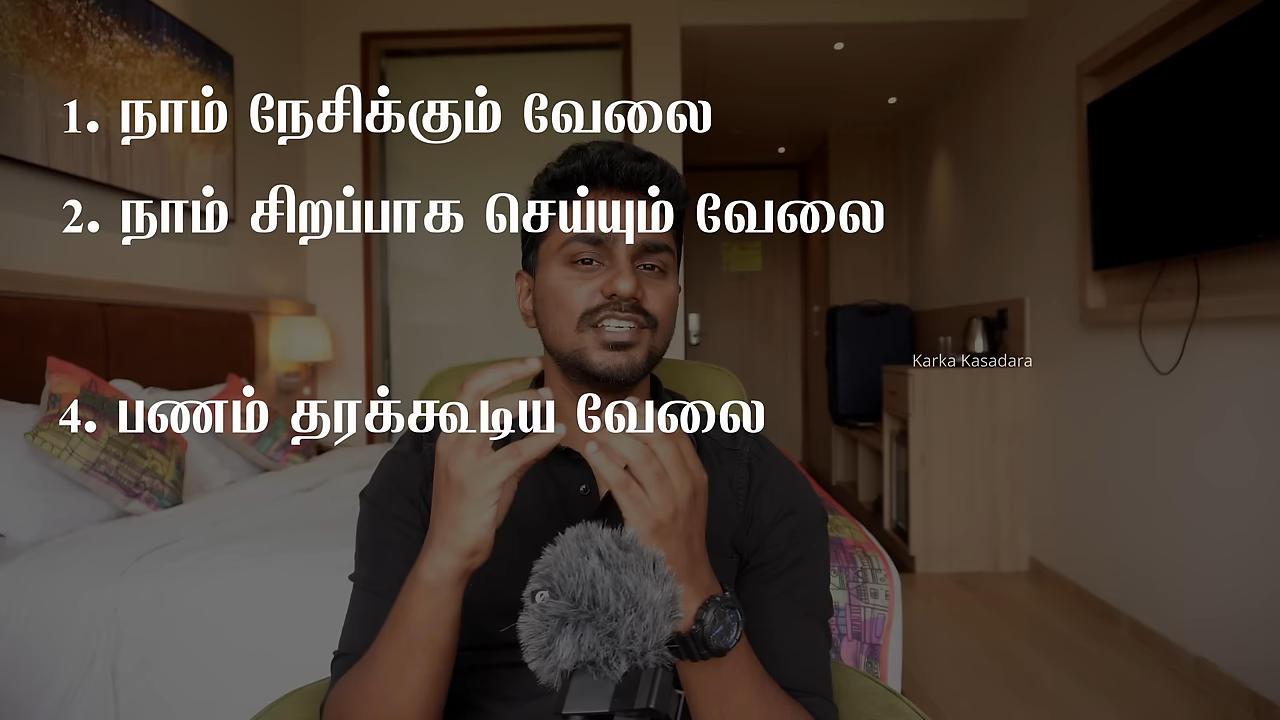 1. நாம் நேசிக்கும் வேலை
2. நாம் சிறப்பாக செய்யும் வேலை
Karka Kasadara
4. பணம் தரக்கூடிய வேலை